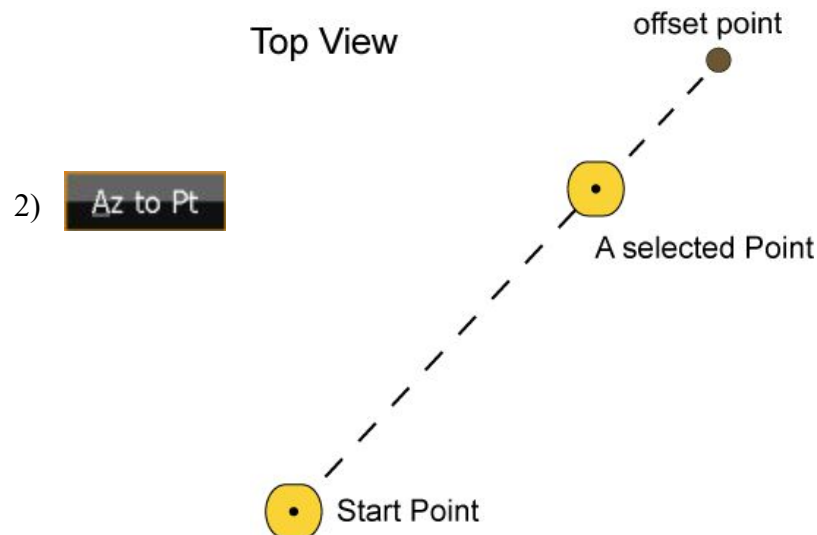 offset point
Top View
2) Az to Pt
A selected Point
Start Point